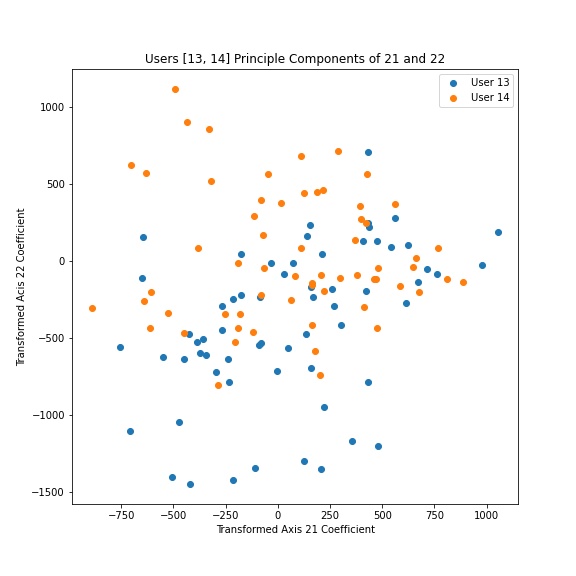 Users [13, 14] Principle Components of 21 and 22
User 13
User 14
Transformed Acis 22 Coefficient
1000
500
0
−500
−1000
−1500
−750
−500
−250
0
250
500
750
1000
Transformed Axis 21 Coefficient